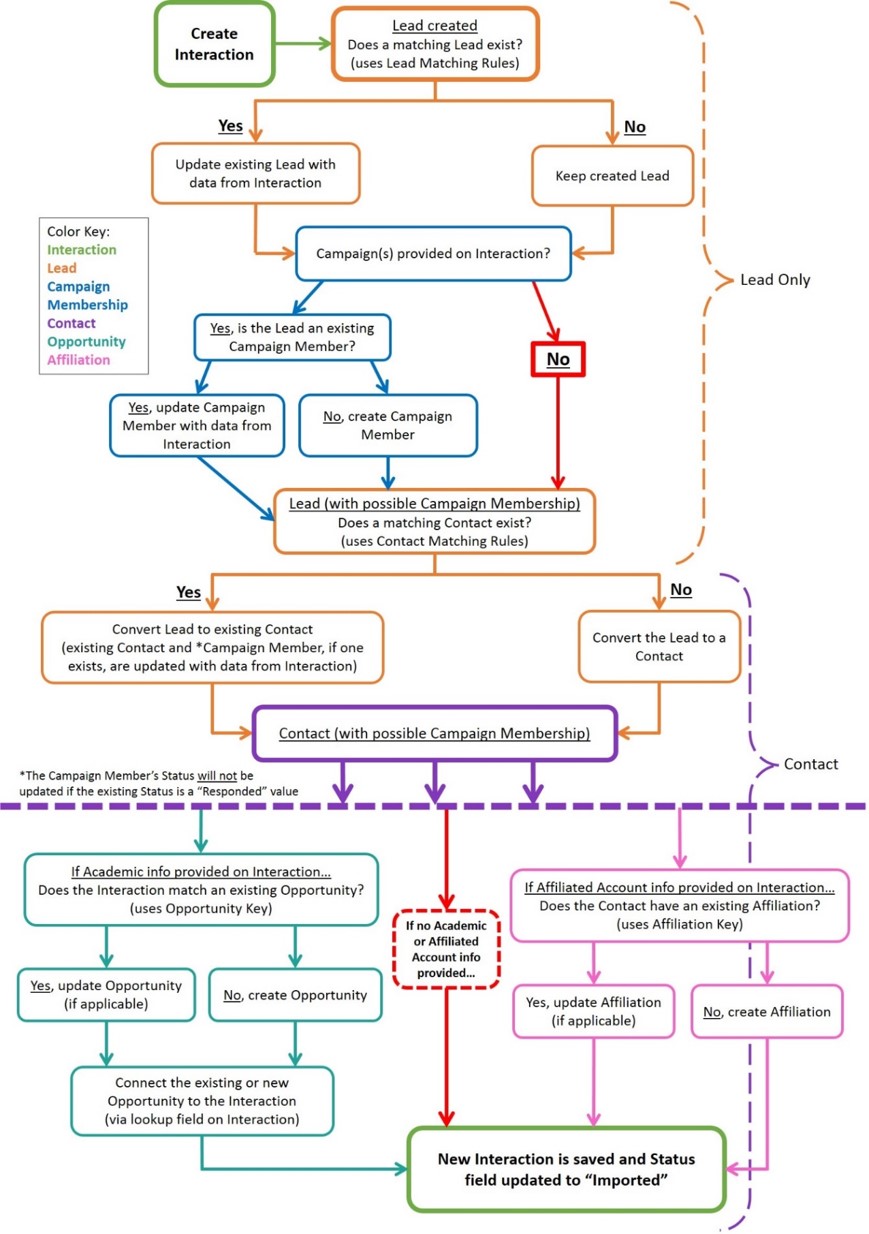 Create
Interaction
Lead created
Does a matching Lead exist?
(uses Lead Matching Rules)
Yes
No
Update existing Lead with
data from Interaction
Keep created Lead
Color Key:
Interaction
Lead
Campaign
Membership
Contact
Opportunity
Affiliation
Campaign(s) provided on Interaction?
Lead Only
Yes, is the Lead an existing
Campaign Member?
No
Yes, update Campaign
Member with data from
Interaction
No, create Campaign
Member
Lead (with possible Campaign Membership)
Does a matching Contact exist?
(uses Contact Matching Rules)
Yes
No
Convert Lead to existing Contact
(existing Contact and *Campaign Member, if one
exists, are updated with data from Interaction)
Convert the Lead to a
Contact
Contact (with possible Campaign Membership)
Contact
*The Campaign Member's Status will not be
updated if the existing Status is a "Responded" value
If Academic info provided on Interaction...
Does the Interaction match an existing Opportunity?
(uses Opportunity Key)
If no Academic
or Affiliated
Account info
provided...
If Affiliated Account info provided on Interaction...
Does the Contact have an existing Affiliation?
(uses Affiliation Key)
Yes, update Opportunity
(if applicable)
No, create Opportunity
Yes, update Affiliation
(if applicable)
No, create Affiliation
Connect the existing or new
Opportunity to the Interaction
(via lookup field on Interaction)
New Interaction is saved and Status
field updated to "Imported"